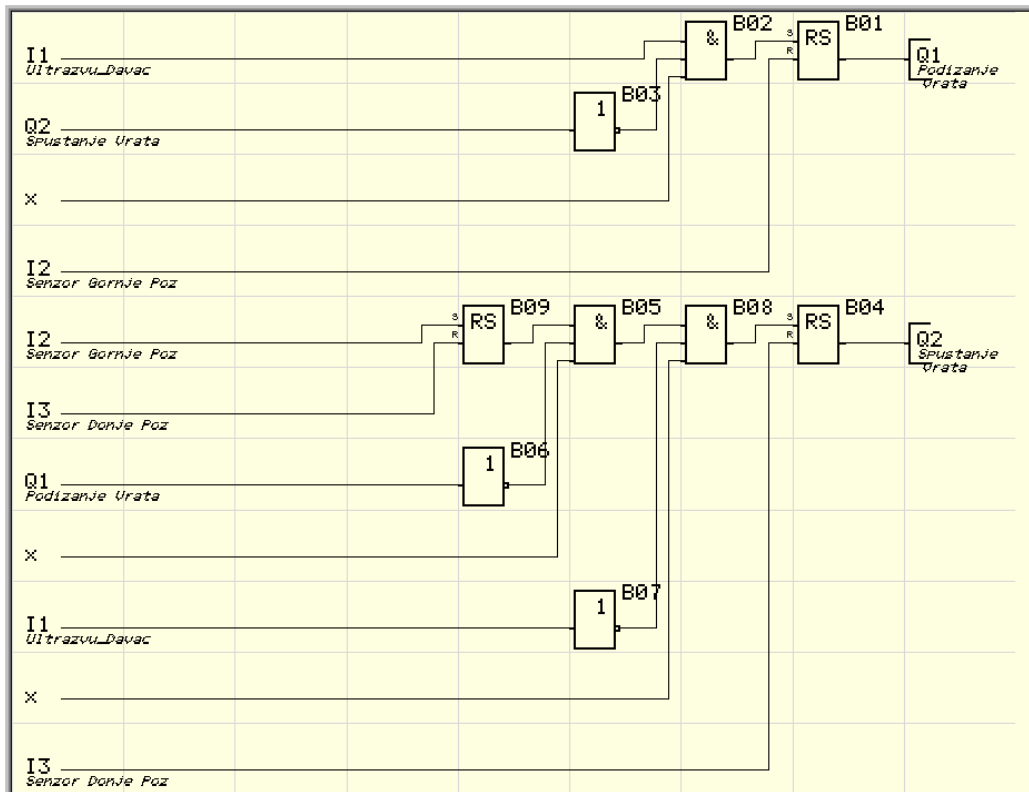 B02
B01
&
S
RS
R
I1
Ultrazvu_Davac
Q1
Podizanje
Vrata
B03
1
Q2
Spustanje Vrata
x
I2
Senzor Gornje Poz
B09
B05
B08
B04
S
RS
R
&
&
S
RS
R
I2
Senzor Gornje Poz
Q2
Spustanje
Vrata
I3
Senzor Donje Poz
B06
1
Q1
Podizanje Vrata
x
B07
1
I1
Ultrazvu_Davac
x
I3
Senzor Donje Poz